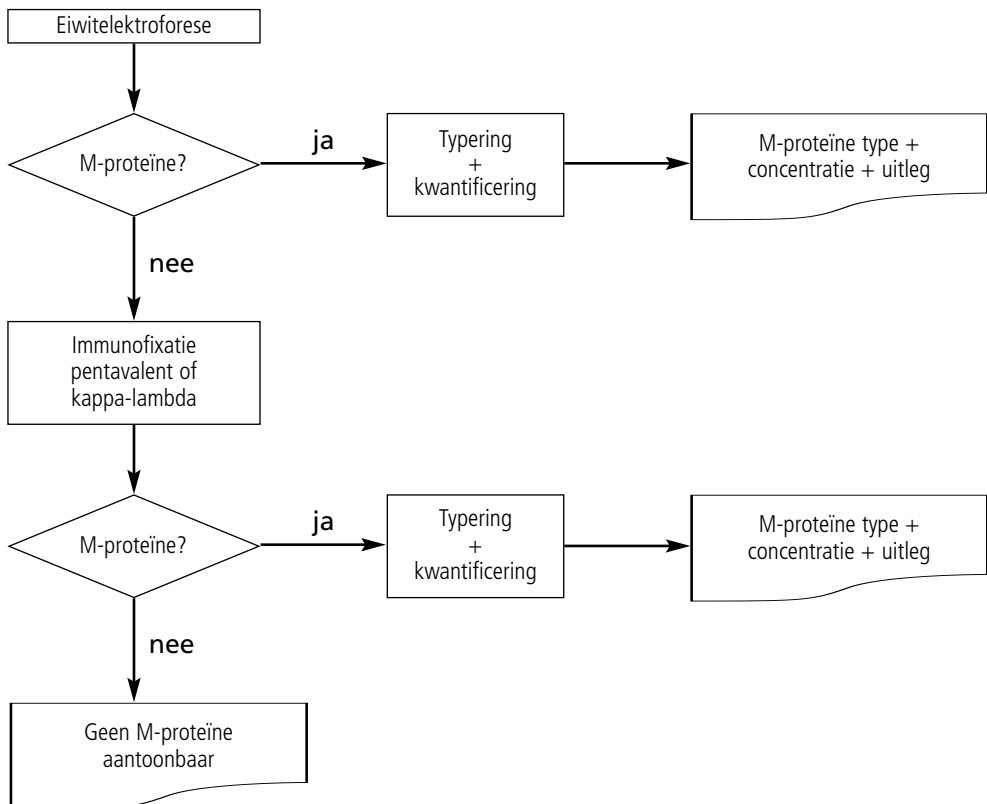 Eiwitelektroforese
M-proteïne?
ja
Typering
+
kwantificering
M-proteïne type +
concentratie + uitleg
nee
Immunofixatie
pentavalent of
kappa-lambda
M-proteïne?
ja
Typering
+
kwantificering
M-proteïne type +
concentratie + uitleg
nee
Geen M-proteïne
aantoonbaar